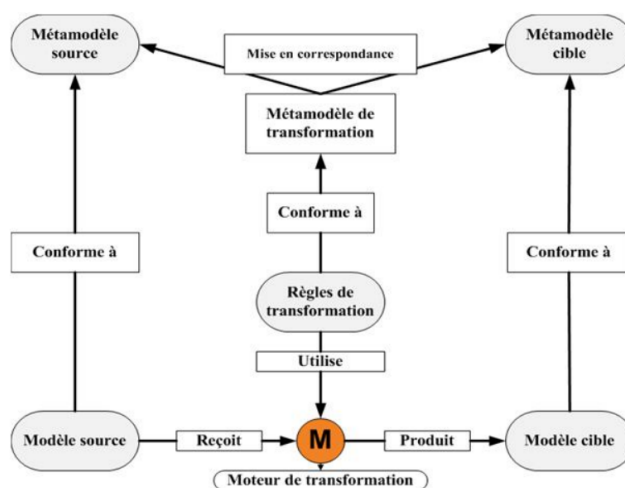 Métamodèle
source
Mise en correspondance
Métamodèle
cible
Métamodèle de
transformation
Conforme à
Conforme à
Conforme à
Règles de
transformation
Utilise
Modèle source
Reçoit
M
Produit
Modèle cible
Moteur de transformation